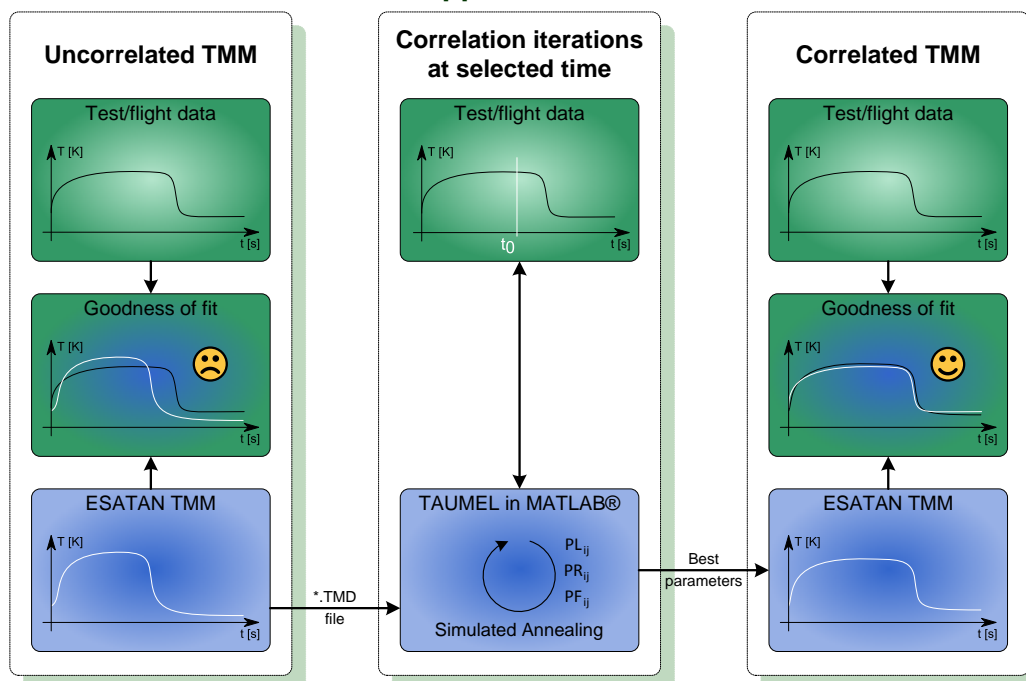 Uncorrelated TMM
Test/flight data
T [K]
t [s]
Goodness of fit
T [K]
t [s]
ESATAN TMM
T [K]
t [s]
*.TMD
file
Correlation iterations
at selected time
Test/flight data
T [K]
t0
t [s]
TAUMEL in MATLAB®
PLij
PRij
PFij
Simulated Annealing
Best
parameters
Correlated TMM
Test/flight data
T [K]
t [s]
Goodness of fit
T [K]
t [s]
ESATAN TMM
T [K]
t [s]